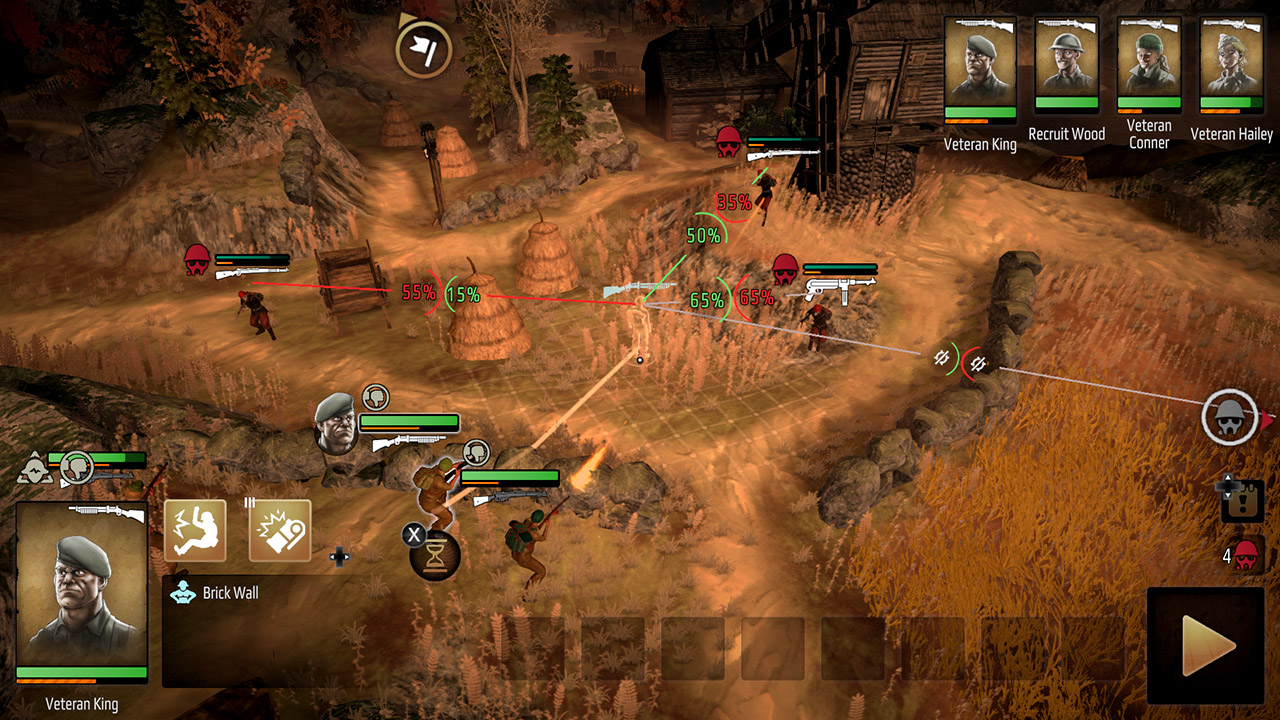 Veteran King
Recruit Wood
Veteran
Conner
Veteran Hailey
35%
50%
55%
15%
65%
65%
X
Brick Wall
4
Veteran King